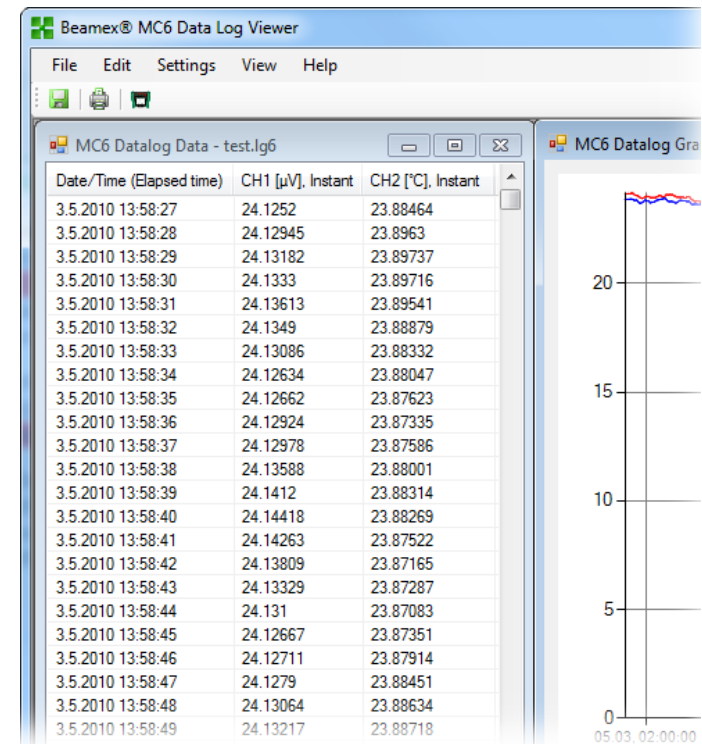 Beamex® MC6 Data Log Viewer
File Edit Settings View Help
MC6 Datalog Data - test.lg6
Date/Time (Elapsed time) CH1 [µV], Instant CH2 [°C], Instant
3.5.2010 13:58:27 24.1252 23.88464
3.5.2010 13:58:28 24.12945 23.8963
3.5.2010 13:58:29 24.13182 23.89737
3.5.2010 13:58:30 24.1333 23.89716
3.5.2010 13:58:31 24.13613 23.89541
3.5.2010 13:58:32 24.1349 23.88879
3.5.2010 13:58:33 24.13086 23.88332
3.5.2010 13:58:34 24.12634 23.88047
3.5.2010 13:58:35 24.12662 23.87623
3.5.2010 13:58:36 24.12924 23.87335
3.5.2010 13:58:37 24.12978 23.87586
3.5.2010 13:58:38 24.13588 23.88001
3.5.2010 13:58:39 24.1412 23.88314
3.5.2010 13:58:40 24.14418 23.88269
3.5.2010 13:58:41 24.14263 23.87522
3.5.2010 13:58:42 24.13809 23.87165
3.5.2010 13:58:43 24.13329 23.87287
3.5.2010 13:58:44 24.131 23.87083
3.5.2010 13:58:45 24.12667 23.87351
3.5.2010 13:58:46 24.12711 23.87914
3.5.2010 13:58:47 24.1279 23.88451
3.5.2010 13:58:48 24.13064 23.88634
3.5.2010 13:58:49 24.13217 23.88718
MC6 Datalog Gra
20
15
10
5
0
05.03, 02:00:00